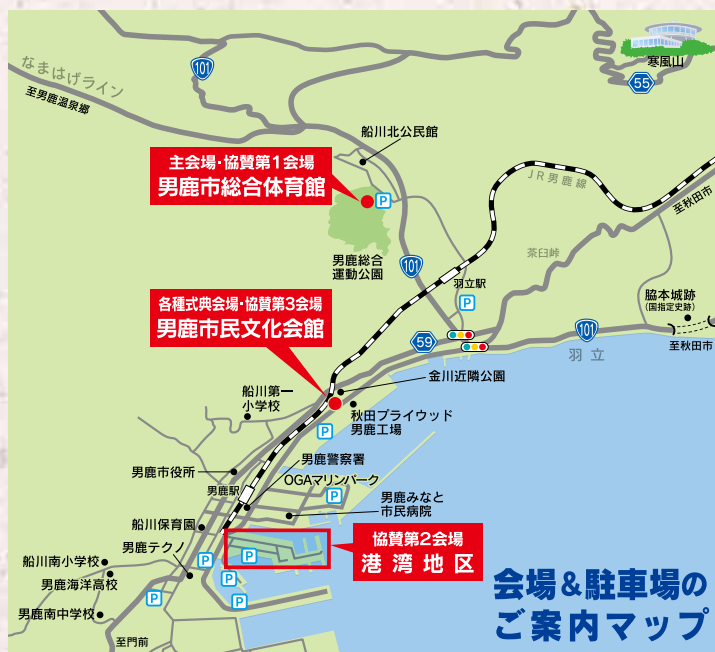 101
なまはげライン
至男鹿温泉郷
寒風山
55
船川北公民館
主会場・協賛第1会場
男鹿市総合体育館
P
JR男鹿線
至秋田市
男鹿総合
運動公園
茶臼峠
101
羽立駅
P
脇本城跡
(国指定史跡)
各種式典会場・協賛第3会場
男鹿市民文化会館
59
101
至秋田市
羽立
金川近隣公園
船川第一
小学校
秋田プライウッド
男鹿工場
P
男鹿警察署
男鹿市役所
OGAマリンパーク
男鹿駅
P
男鹿みなと
市民病院
船川保育園
協賛第2会場
港湾地区
男鹿テクノ
P
P
船川南小学校
P
男鹿海洋高校
P
P
男鹿南中学校
至門前
会場&駐車場の
ご案内マップ